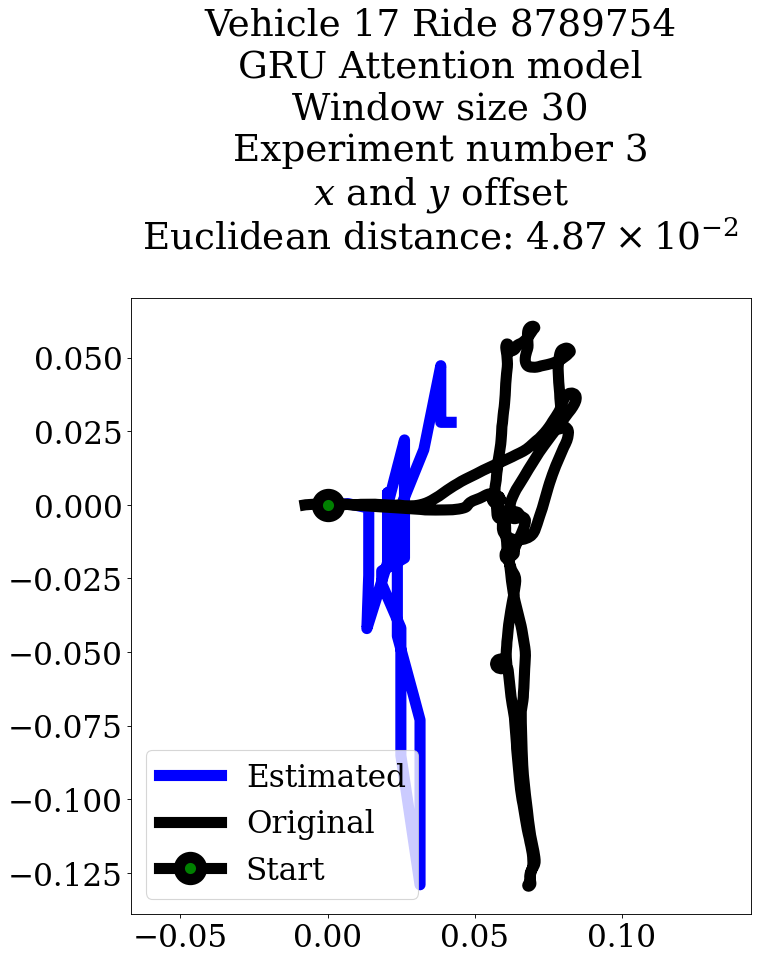 Vehicle 17 Ride 8789754
GRU Attention model
Window size 30
Experiment number 3
x and y offset
Euclidean distance: 4.87 × 10⁻²
0.050
0.025
0.000
−0.025
−0.050
−0.075
−0.100
−0.125
Estimated
Original
Start
−0.05 0.00 0.05 0.10